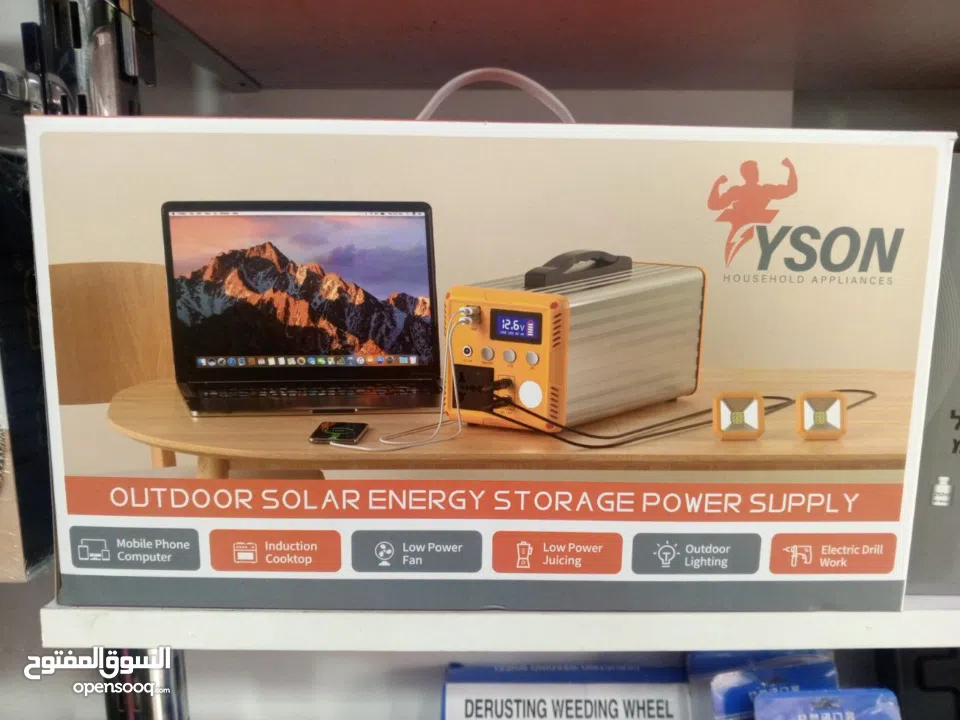 TYSON
HOUSEHOLD APPLIANCES
12.6V
OUTDOOR SOLAR ENERGY STORAGE POWER SUPPLY
Mobile Phone
Computer
Induction
Cooktop
Low Power
Fan
Low Power
Juicing
Outdoor
Lighting
Electric Drill
Work
السوق المفتوح
opensooq.com
DERUSTING WEEDING WHEEL